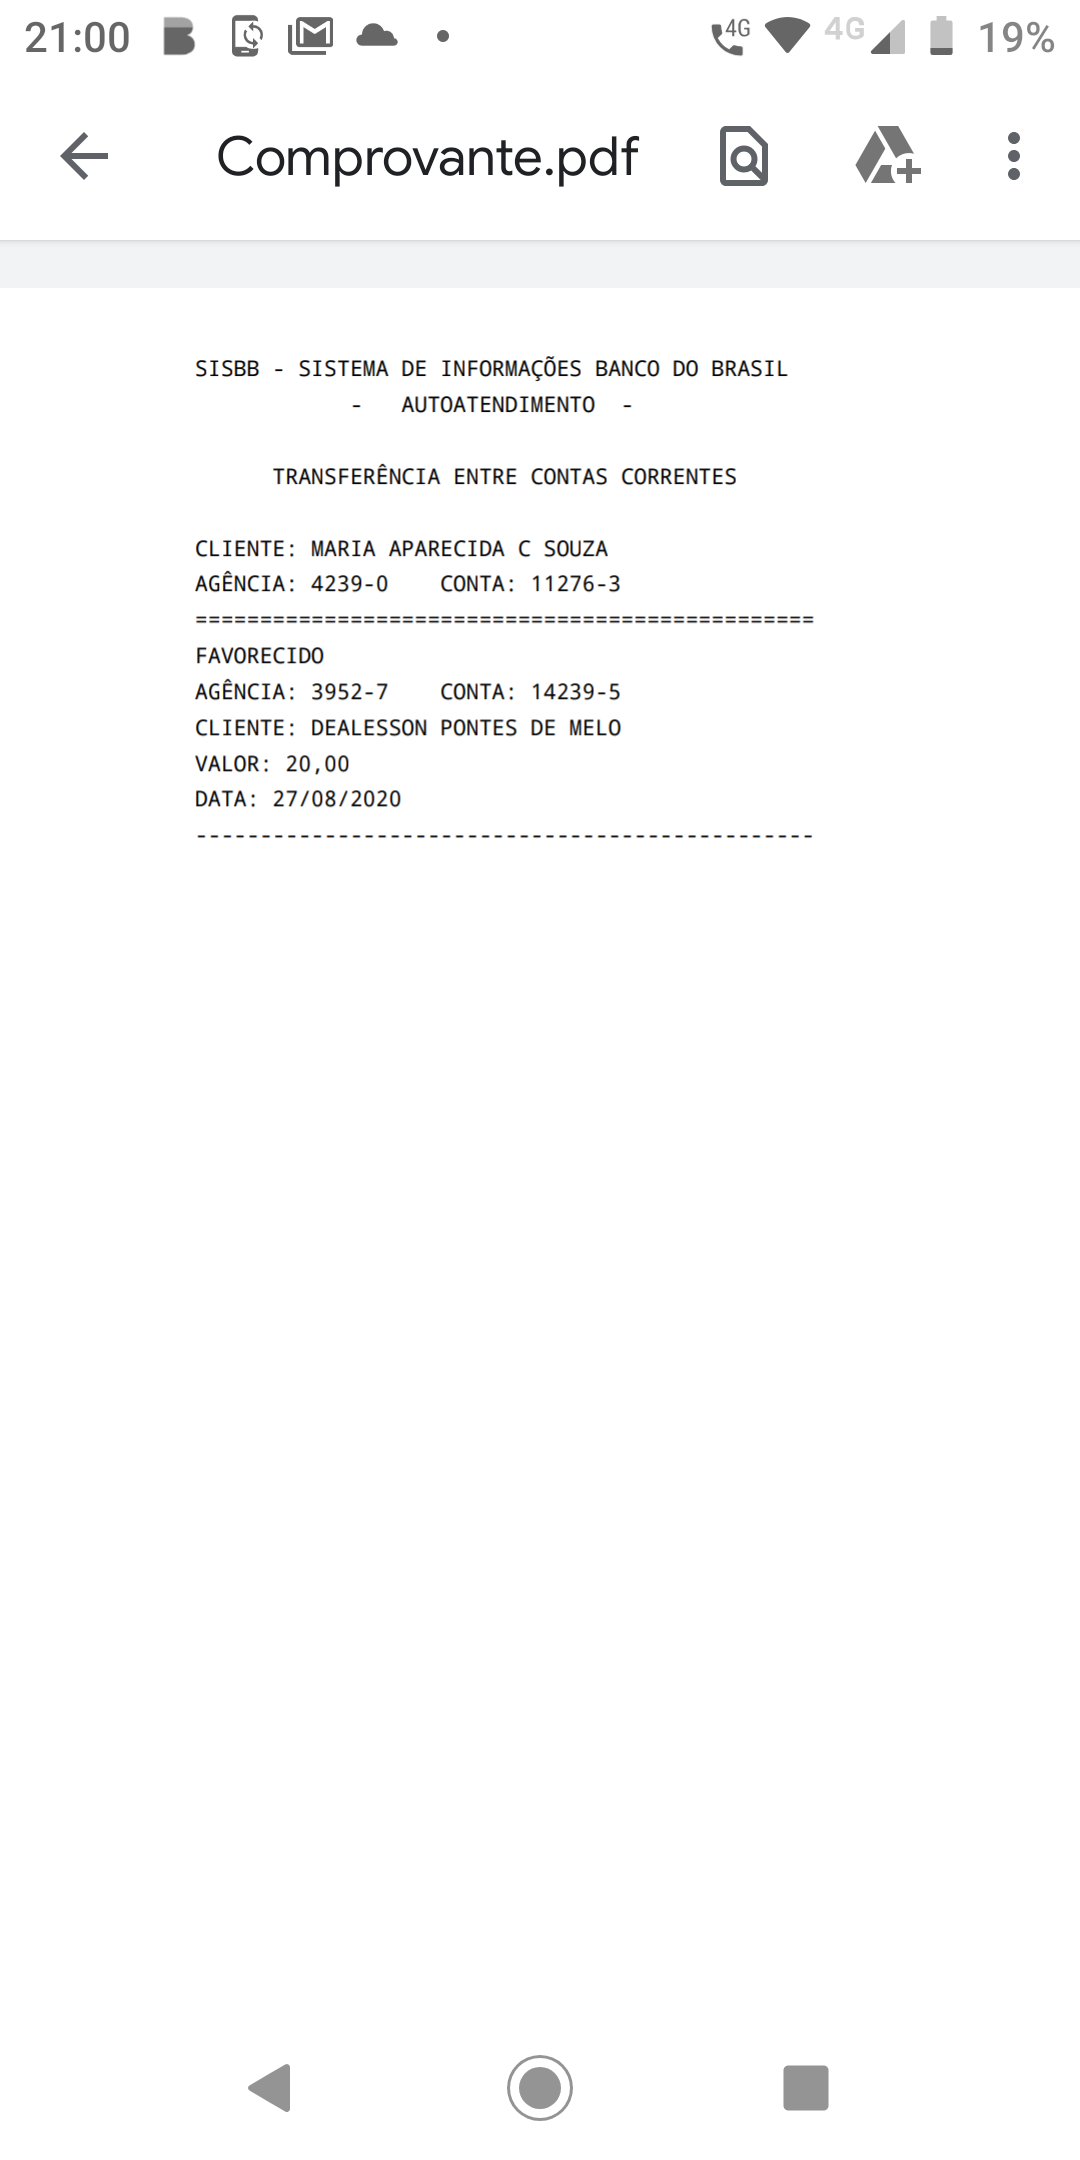 21:00 4G 4G 19%
Comprovante.pdf
SISBB - SISTEMA DE INFORMAÇÕES BANCO DO BRASIL
- AUTOATENDIMENTO -
TRANSFERÊNCIA ENTRE CONTAS CORRENTES
CLIENTE: MARIA APARECIDA C SOUZA
AGÊNCIA: 4239-0 CONTA: 11276-3
================================================
FAVORECIDO
AGÊNCIA: 3952-7 CONTA: 14239-5
CLIENTE: DEALESSON PONTES DE MELO
VALOR: 20,00
DATA: 27/08/2020
------------------------------------------------